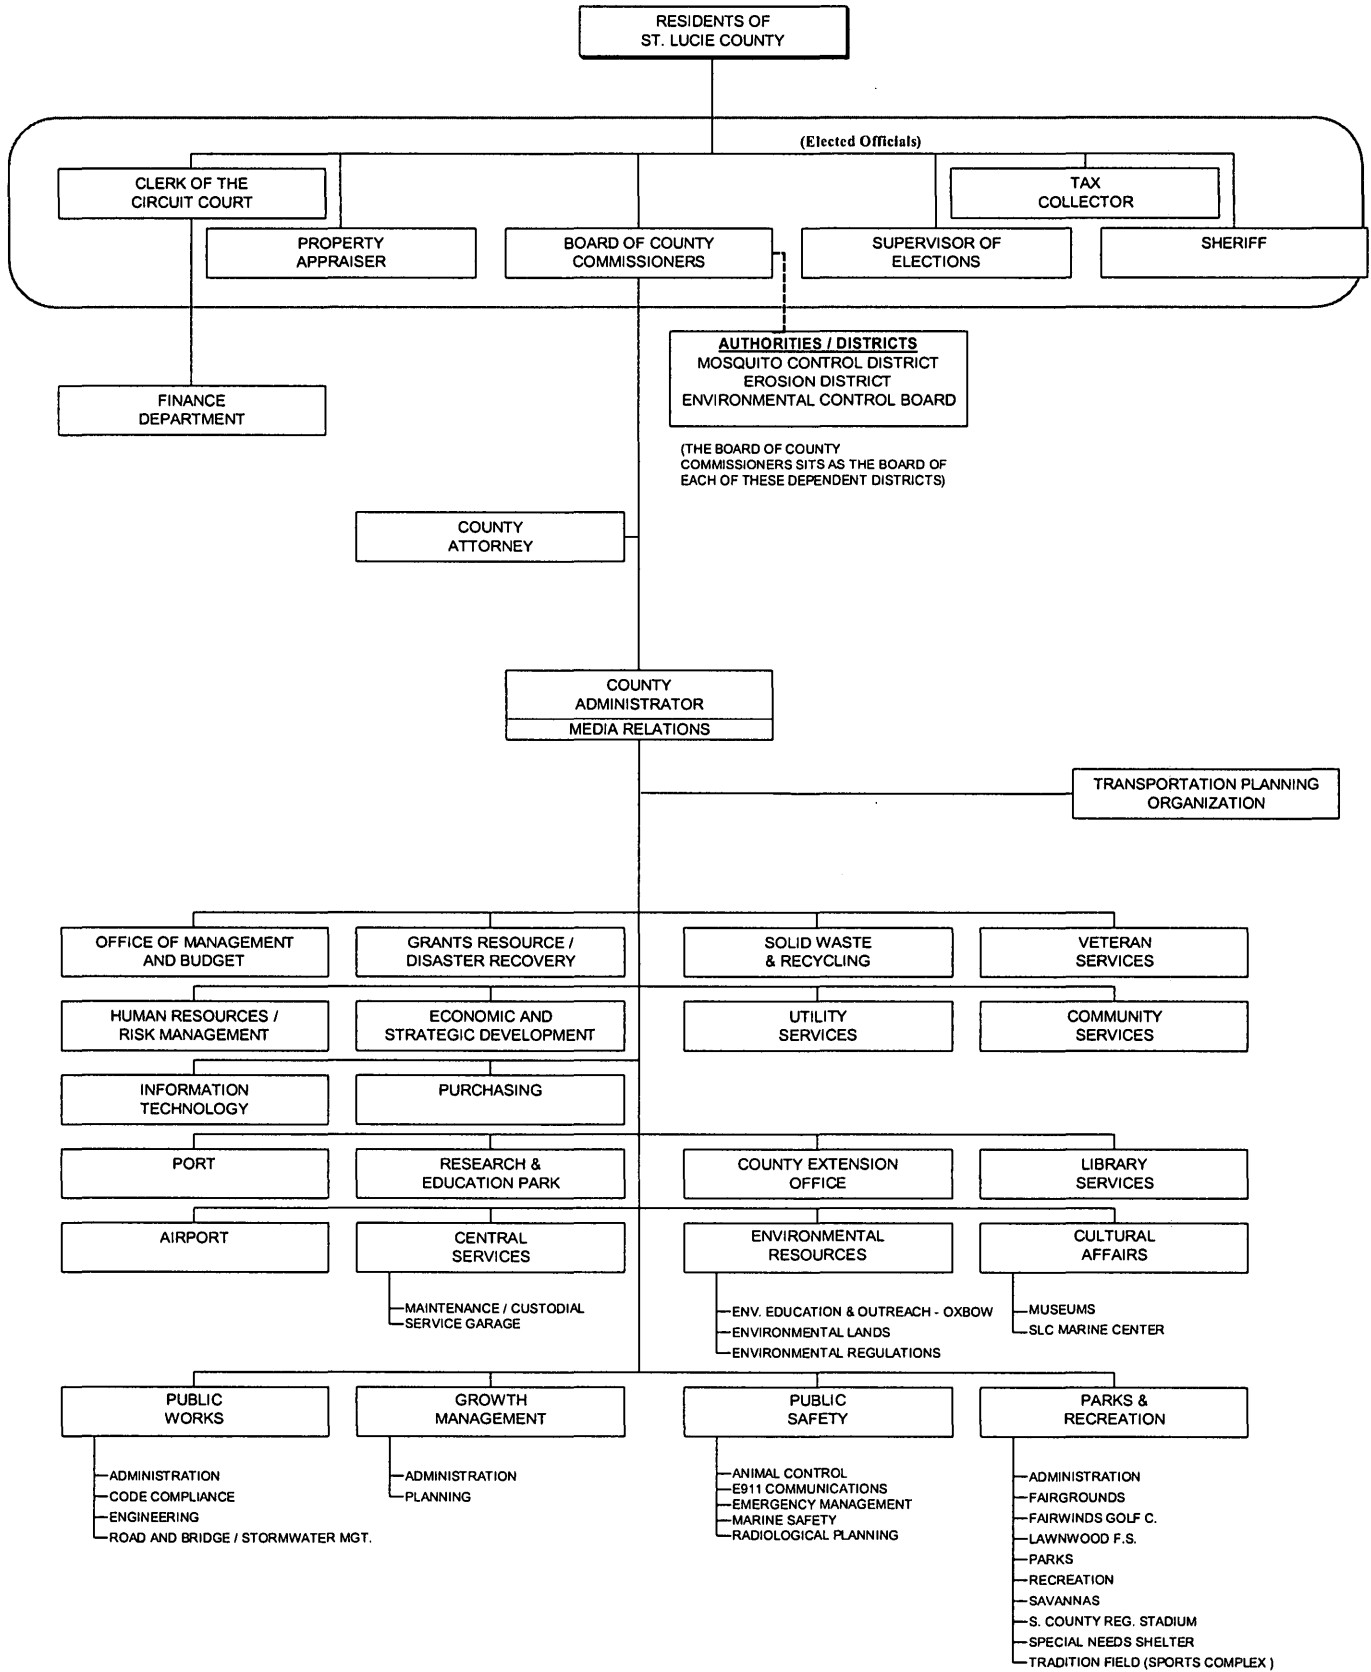 RESIDENTS OF
ST. LUCIE COUNTY
(Elected Officials)
CLERK OF THE
CIRCUIT COURT
TAX
COLLECTOR
PROPERTY
APPRAISER
BOARD OF COUNTY
COMMISSIONERS
SUPERVISOR OF
ELECTIONS
SHERIFF
AUTHORITIES / DISTRICTS
MOSQUITO CONTROL DISTRICT
EROSION DISTRICT
ENVIRONMENTAL CONTROL BOARD
FINANCE
DEPARTMENT
(THE BOARD OF COUNTY
COMMISSIONERS SITS AS THE BOARD OF
EACH OF THESE DEPENDENT DISTRICTS)
COUNTY
ATTORNEY
COUNTY
ADMINISTRATOR
MEDIA RELATIONS
TRANSPORTATION PLANNING
ORGANIZATION
OFFICE OF MANAGEMENT
AND BUDGET
GRANTS RESOURCE /
DISASTER RECOVERY
SOLID WASTE
& RECYCLING
VETERAN
SERVICES
HUMAN RESOURCES /
RISK MANAGEMENT
ECONOMIC AND
STRATEGIC DEVELOPMENT
UTILITY
SERVICES
COMMUNITY
SERVICES
INFORMATION
TECHNOLOGY
PURCHASING
PORT
RESEARCH &
EDUCATION PARK
COUNTY EXTENSION
OFFICE
LIBRARY
SERVICES
AIRPORT
CENTRAL
SERVICES
MAINTENANCE / CUSTODIAL
SERVICE GARAGE
ENVIRONMENTAL
RESOURCES
ENV. EDUCATION & OUTREACH - OXBOW
ENVIRONMENTAL LANDS
ENVIRONMENTAL REGULATIONS
CULTURAL
AFFAIRS
MUSEUMS
SLC MARINE CENTER
PUBLIC
WORKS
ADMINISTRATION
CODE COMPLIANCE
ENGINEERING
ROAD AND BRIDGE / STORMWATER MGT.
GROWTH
MANAGEMENT
ADMINISTRATION
PLANNING
PUBLIC
SAFETY
ANIMAL CONTROL
E911 COMMUNICATIONS
EMERGENCY MANAGEMENT
MARINE SAFETY
RADIOLOGICAL PLANNING
PARKS &
RECREATION
ADMINISTRATION
FAIRGROUNDS
FAIRWINDS GOLF C.
LAWNWOOD F.S.
PARKS
RECREATION
SAVANNAS
S. COUNTY REG. STADIUM
SPECIAL NEEDS SHELTER
TRADITION FIELD (SPORTS COMPLEX )